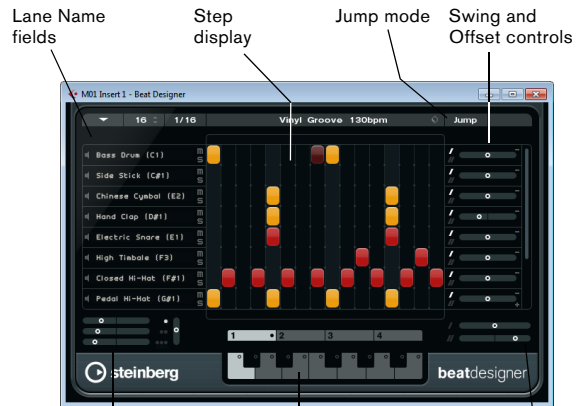 Lane Name fields
Step display
Jump mode
Swing and Offset controls
M01 Insert 1 - Beat Designer
16
1/16
Vinyl Groove 130bpm
Jump
Bass Drum (C1)
m
s
Side Stick (C#1)
m
s
Chinese Cymbal (E2)
m
s
Hand Clap (D#1)
m
s
Electric Snare (E1)
m
s
High Timbale (F3)
m
s
Closed Hi-Hat (F#1)
m
s
Pedal Hi-Hat (G#1)
m
s
1
2
3
4
steinberg
beatdesigner